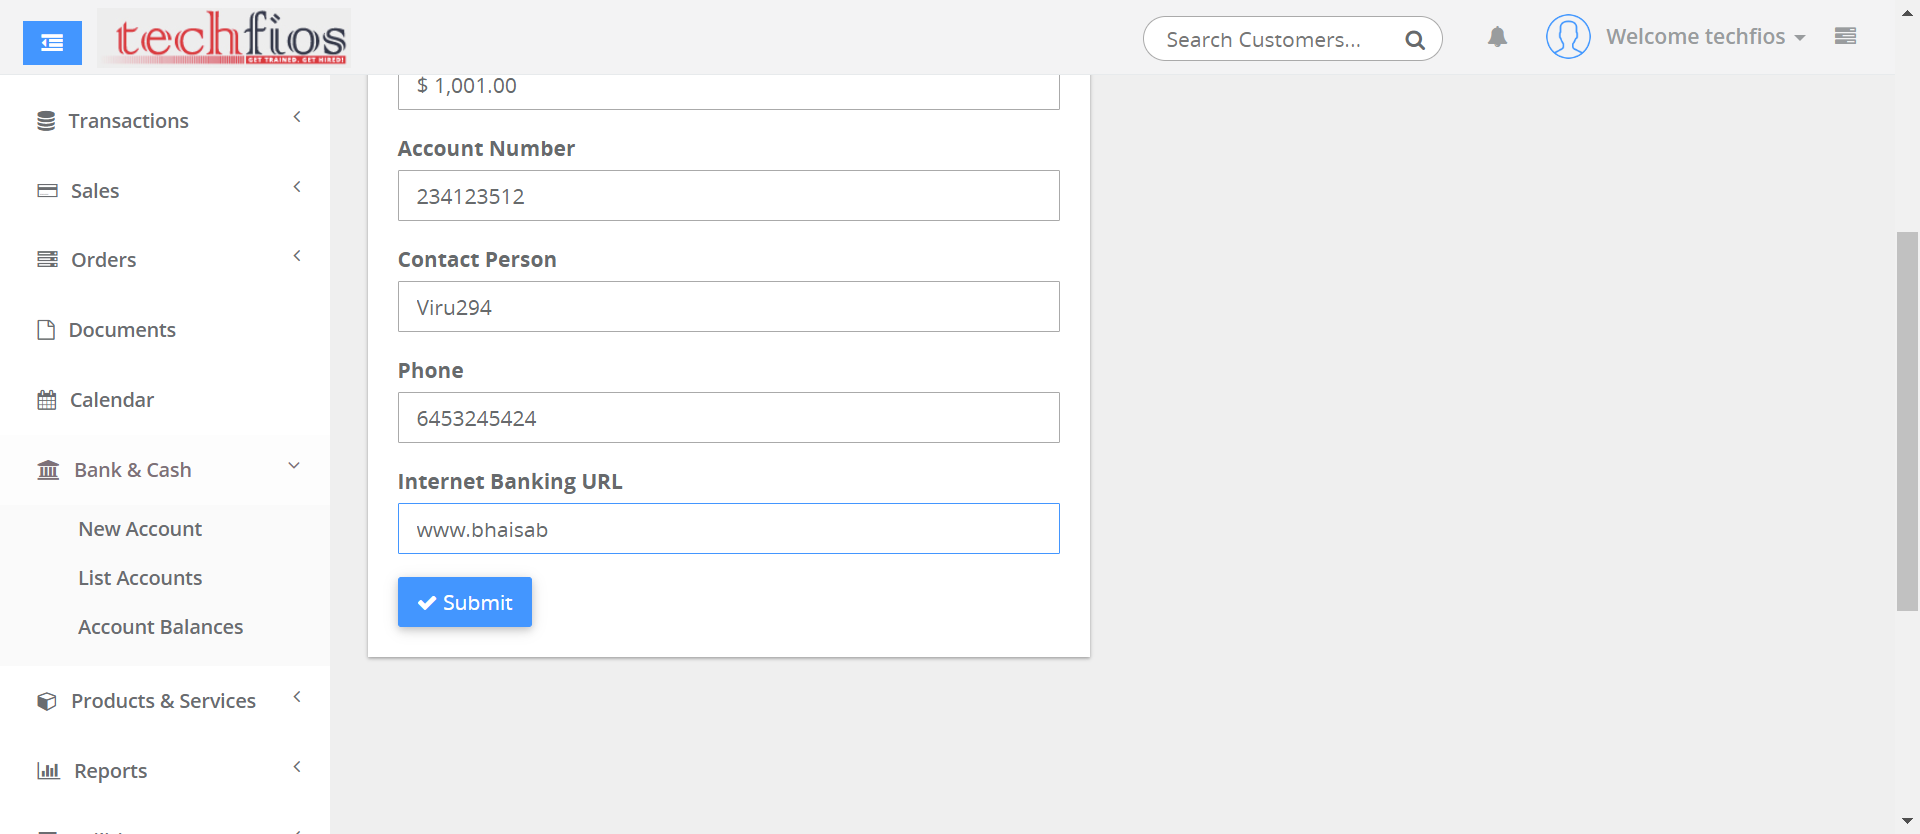 techfios
GET TRAINED. GET HIRED!
Search Customers...
Welcome techfios
Transactions
Sales
Orders
Documents
Calendar
Bank & Cash
New Account
List Accounts
Account Balances
Products & Services
Reports
$ 1,001.00
Account Number
234123512
Contact Person
Viru294
Phone
6453245424
Internet Banking URL
www.bhaisab
Submit